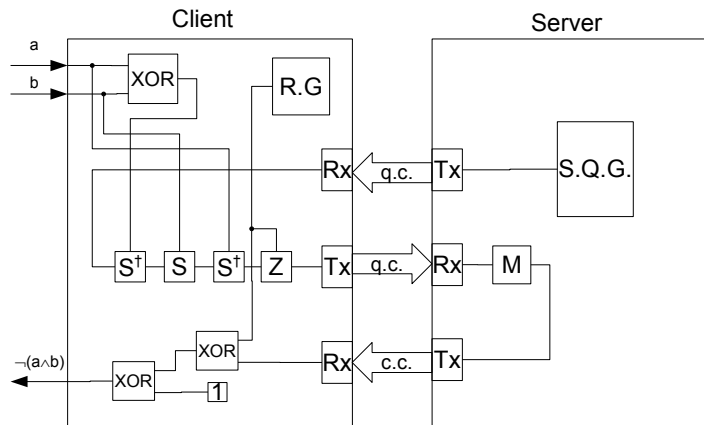 Client
Server
a
b
XOR
R.G
Rx
q.c.
Tx
S.Q.G.
S†
S
S†
Z
Tx
q.c.
Rx
M
¬(a∧b)
XOR
XOR
1
Rx
c.c.
Tx